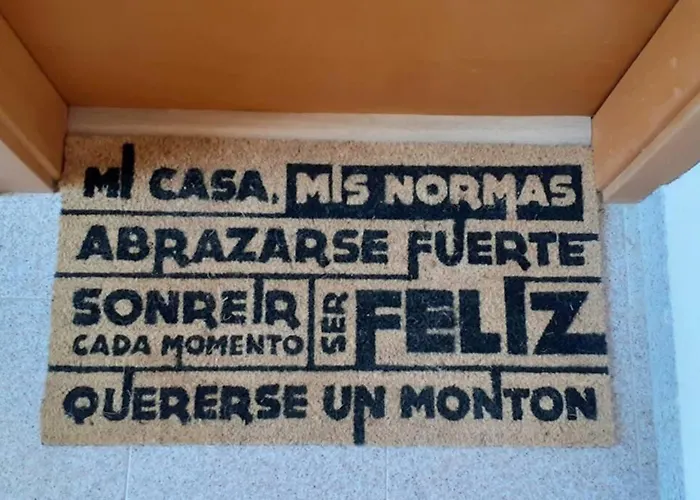 MI CASA, MIS NORMAS
ABRAZARSE FUERTE
SONREIR
CADA MOMENTO
SER FELIZ
QUERERSE UN MONTON